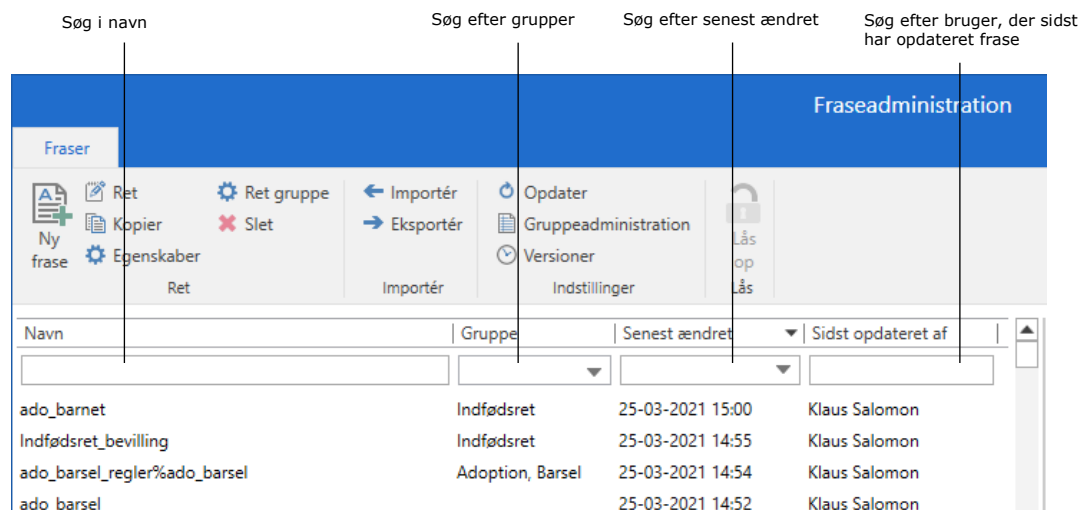 Søg i navn
Søg efter grupper
Søg efter senest ændret
Søg efter bruger, der sidst
har opdateret frase
Fraseadministration
Fraser
Ny
frase
Ret
Kopier
Egenskaber
Ret gruppe
Slet
Ret
Importér
Eksportér
Importér
Opdater
Gruppeadministration
Versioner
Indstillinger
Lås
op
Lås
Navn Gruppe Senest ændret Sidst opdateret af
ado_barnet Indfødsret 25-03-2021 15:00 Klaus Salomon
Indfødsret_bevilling Indfødsret 25-03-2021 14:55 Klaus Salomon
ado_barsel_regler%ado_barsel Adoption, Barsel 25-03-2021 14:54 Klaus Salomon
ado_barsel 25-03-2021 14:52 Klaus Salomon